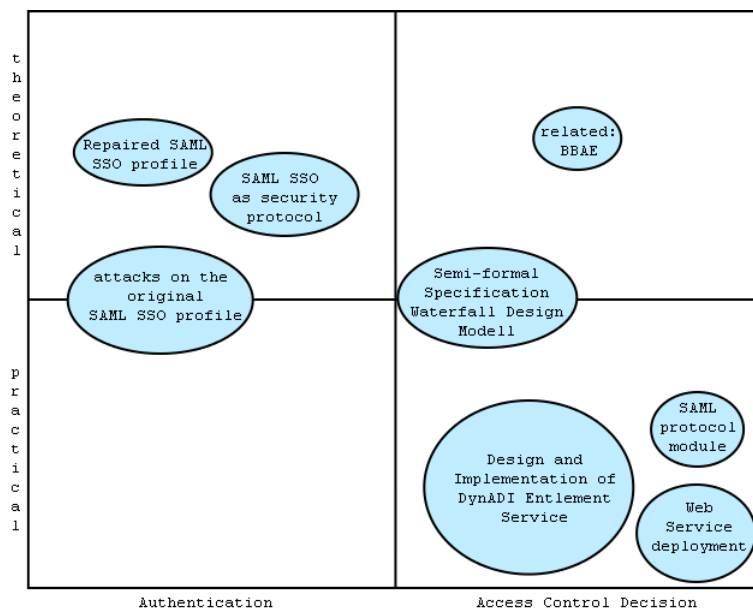 theoretical
Repaired SAML
SSO profile
SAML SSO
as security
protocol
related:
BBAE
attacks on the
original
SAML SSO profile
Semi-formal
Specification
Waterfall Design
Modell
practical
SAML
protocol
module
Design and
Implementation of
DynADI Entlement
Service
Web
Service
deployment
Authentication
Access Control Decision